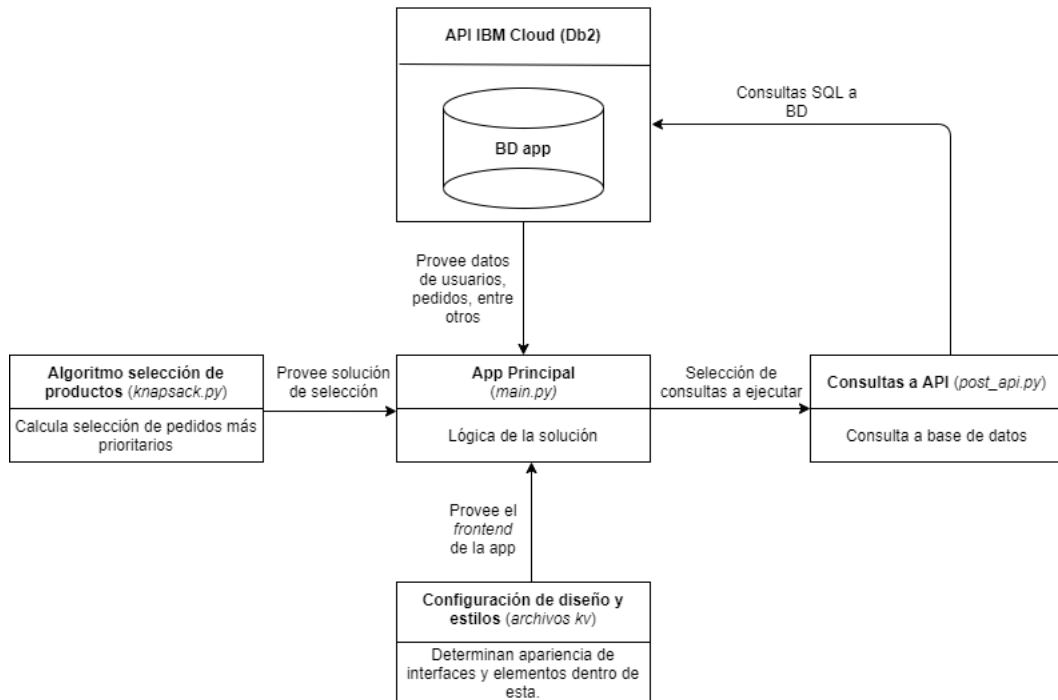 API IBM Cloud (Db2)
BD app
Consultas SQL a
BD
Provee datos
de usuarios,
pedidos, entre
otros
Algoritmo selección de
productos (knapsack.py)
Calcula selección de pedidos más
prioritarios
Provee solución
de selección
App Principal
(main.py)
Lógica de la solución
Selección de
consultas a ejecutar
Consultas a API (post_api.py)
Consulta a base de datos
Provee el
frontend
de la app
Configuración de diseño y
estilos (archivos kv)
Determinan apariencia de
interfaces y elementos dentro de
esta.